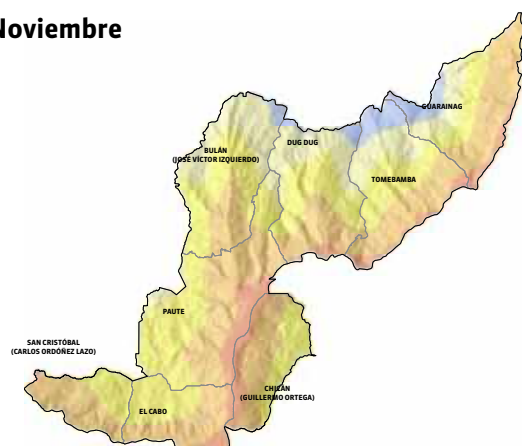 Noviembre
GUARAINAG
DUG DUG
BULÁN
(JOSÉ VÍCTOR IZQUIERDO)
TOMEBAMBA
PAUTE
SAN CRISTÓBAL
(CARLOS ORDÓÑEZ LAZO)
CHICÁN
(GUILLERMO ORTEGA)
EL CABO